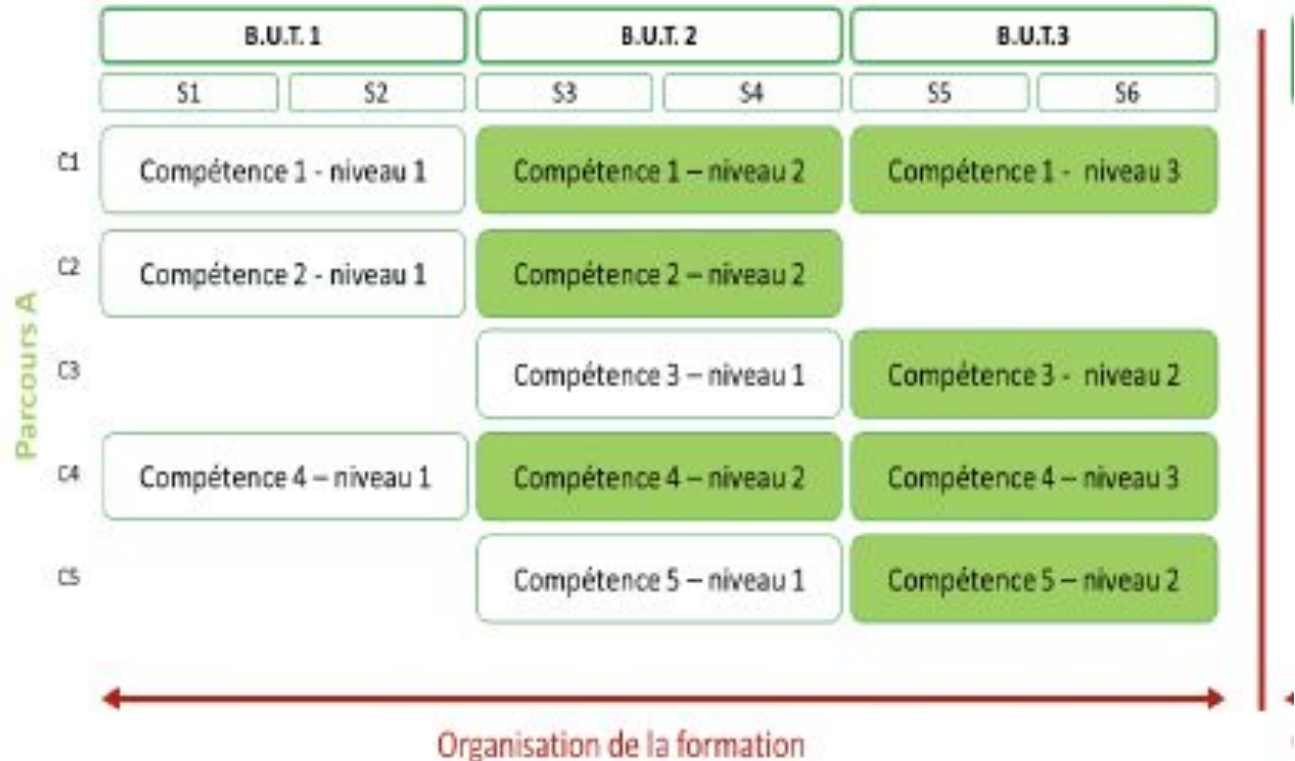 B.U.T. 1 B.U.T. 2 B.U.T.3
S1 S2 S3 S4 S5 S6
C1 Compétence 1 - niveau 1 Compétence 1 – niveau 2 Compétence 1 - niveau 3
C2 Compétence 2 - niveau 1 Compétence 2 – niveau 2
Parcours A
C3 Compétence 3 – niveau 1 Compétence 3 - niveau 2
C4 Compétence 4 – niveau 1 Compétence 4 – niveau 2 Compétence 4 – niveau 3
C5 Compétence 5 – niveau 1 Compétence 5 – niveau 2
Organisation de la formation